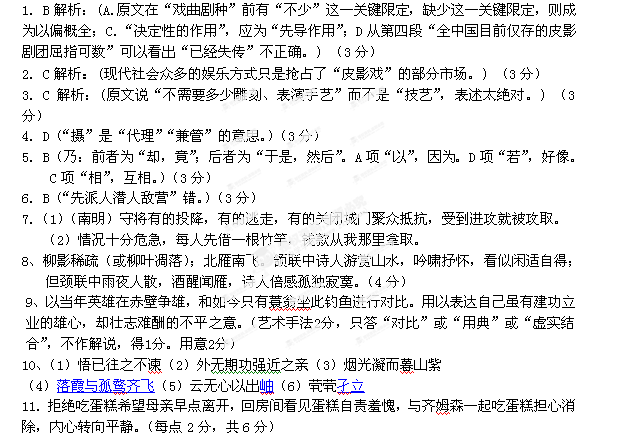 1. B 解析：(A.原文在“戏曲剧种”前有“不少”这一关键限定，缺少这一关键限定，则成
为以偏概全；C.“决定性的作用”，应为“先导作用”；D 从第四段“全中国目前仅存的皮影
剧团屈指可数”可以看出“已经失传”不正确。) (3分)
2. C 解析：(现代社会众多的娱乐方式只是抢占了“皮影戏”的部分市场。) (3分)
3. C 解析：(原文说“不需要多少雕刻、表演手艺”而不是“技艺”，表述太绝对。) (3
分)
4. D(“摄”是“代理”“兼管”的意思。)(3分)
5. B(乃：前者为“却，竟”；后者为“于是，然后”。A项“以”，因为。D项“若”，好像。
C项“相”，互相。)(3分)
6. B(“先派人潜入敌营”错。)(3分)
7.(1)(南明)守将有的投降，有的逃走，有的关闭城门聚众抵抗，受到进攻就被攻取。
(2)情况十分危急，每人先借一根竹竿，钱款从我那里拿取。
8、柳影稀疏(或柳叶凋落)；北雁南飞。颔联中诗人游赏山水，吟啸抒怀，看似闲适自得；
但颈联中雨夜人散，酒醒闻雁，诗人倍感孤独寂寞。(4分)
9、以当年英雄在赤壁争雄，和如今只有蓑翁坐此钓鱼进行对比。用以表达自己虽有建功立
业的雄心，却壮志难酬的不平之意。(艺术手法2分，只答“对比”或“用典”或“虚实结
合”，不作解说，得1分。用意2分)
10、(1)悟已往之不谏(2)外无期功强近之亲(3)烟光凝而暮山紫
(4)落霞与孤鹜齐飞(5)云无心以出岫(6)茕茕孑立
11. 拒绝吃蛋糕希望母亲早点离开，回房间看见蛋糕自责羞愧，与齐姆森一起吃蛋糕担心消
除，内心转向平静。(每点 2分，共6分)